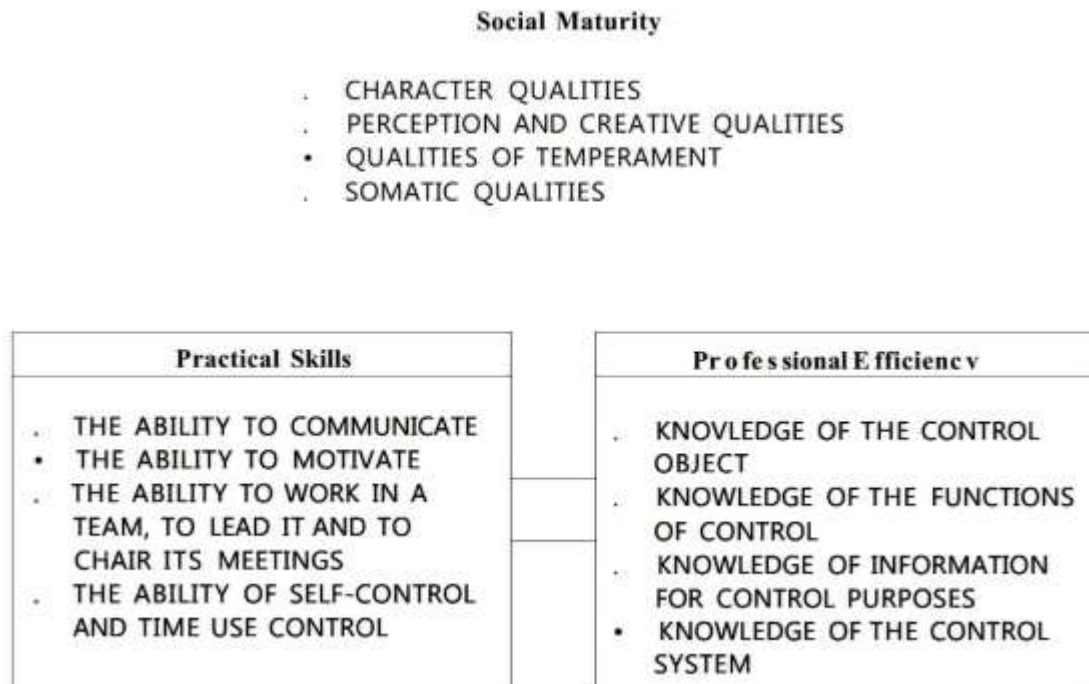 Social Maturity
. CHARACTER QUALITIES
. PERCEPTION AND CREATIVE QUALITIES
• QUALITIES OF TEMPERAMENT
. SOMATIC QUALITIES
Practical Skills
. THE ABILITY TO COMMUNICATE
• THE ABILITY TO MOTIVATE
. THE ABILITY TO WORK IN A
TEAM, TO LEAD IT AND TO
CHAIR ITS MEETINGS
. THE ABILITY OF SELF-CONTROL
AND TIME USE CONTROL
Pr o fe s sional E fficienc v
. KNOVLEDGE OF THE CONTROL
OBJECT
. KNOWLEDGE OF THE FUNCTIONS
OF CONTROL
. KNOWLEDGE OF INFORMATION
FOR CONTROL PURPOSES
• KNOWLEDGE OF THE CONTROL
SYSTEM